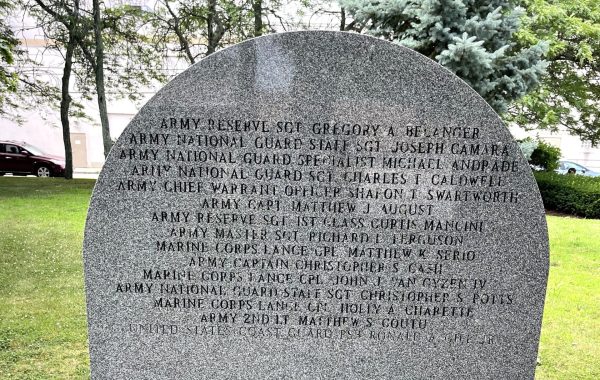 ARMY RESERVE SGT. GREGORY A. BELANGER
ARMY NATIONAL GUARD STAFF SGT. JOSEPH CAMARA
ARMY NATIONAL GUARD SPECIALIST MICHAEL ANDRADE
ARMY NATIONAL GUARD SGT. CHARLES T. CALDWELL
ARMY CHIEF WARRANT OFFICER SHARON T. SWARTWORTH
ARMY CAPT. MATTHEW J. AUGUST
ARMY RESERVE SGT. 1ST CLASS CURTIS MANCINI
ARMY MASTER SGT. RICHARD L. FERGUSON
MARINE CORPS LANCE CPL. MATTHEW K. SERIO
ARMY CAPTAIN CHRISTOPHER S. CASH
MARINE CORPS LANCE CPL. JOHN J. VAN GYZEN IV
ARMY NATIONAL GUARD STAFF SGT. CHRISTOPHER S. POTTS
MARINE CORPS LANCE CPL. HOLLY A. CHARETTE
ARMY 2ND LT. MATTHEW S. COUTU
UNITED STATES COAST GUARD PS3 RONALD A. GILL JR.